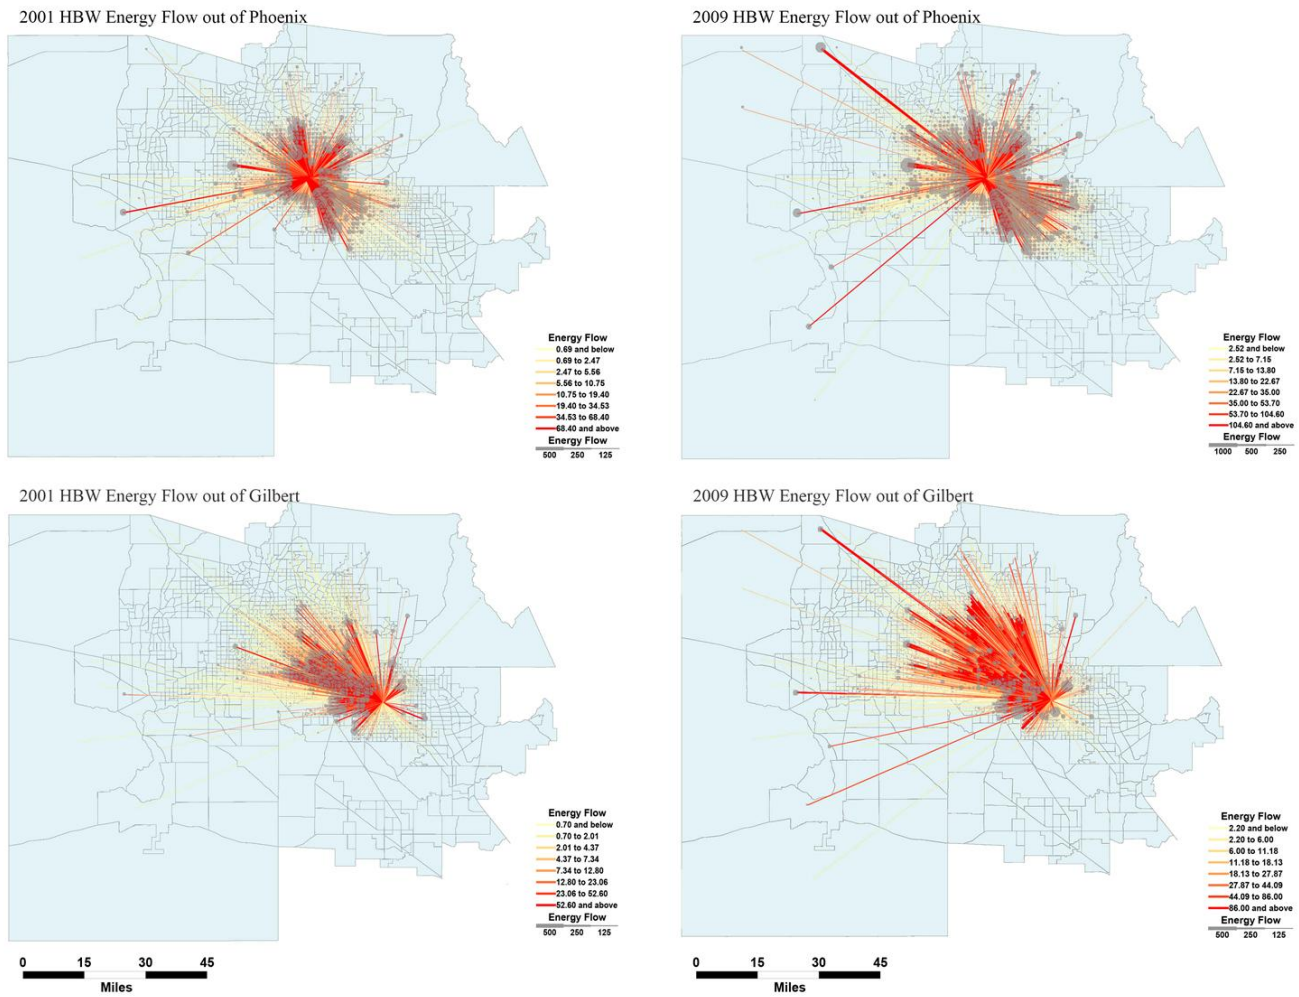 2001 HBW Energy Flow out of Phoenix
2009 HBW Energy Flow out of Phoenix
Energy Flow
0.69 and below
0.69 to 2.47
2.47 to 5.56
5.56 to 10.75
10.75 to 19.40
19.40 to 34.53
34.53 to 68.40
68.40 and above
Energy Flow
500 250 125
Energy Flow
2.52 and below
2.52 to 7.15
7.15 to 13.80
13.80 to 22.67
22.67 to 35.00
35.00 to 53.70
53.70 to 104.60
104.60 and above
Energy Flow
1000 500 250
2001 HBW Energy Flow out of Gilbert
2009 HBW Energy Flow out of Gilbert
Energy Flow
0.70 and below
0.70 to 2.01
2.01 to 4.37
4.37 to 7.34
7.34 to 12.80
12.80 to 23.06
23.06 to 52.60
52.60 and above
Energy Flow
500 250 125
Energy Flow
2.20 and below
2.20 to 6.00
6.00 to 11.18
11.18 to 18.13
18.13 to 27.87
27.87 to 44.09
44.09 to 86.00
86.00 and above
Energy Flow
500 250 125
0 15 30 45
Miles
0 15 30 45
Miles